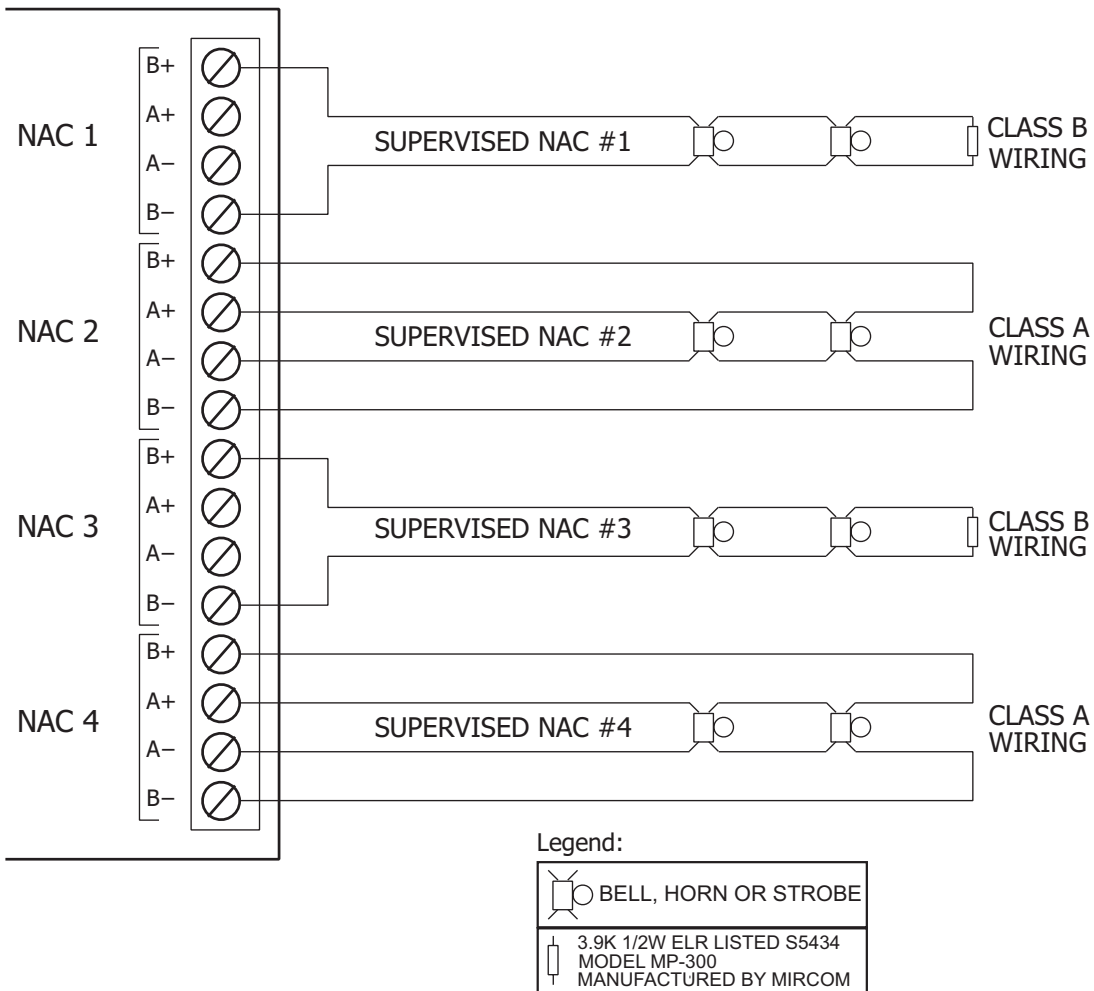 NAC 1
B+
A+
A−
B−
SUPERVISED NAC #1
CLASS B
WIRING
NAC 2
B+
A+
A−
B−
SUPERVISED NAC #2
CLASS A
WIRING
NAC 3
B+
A+
A−
B−
SUPERVISED NAC #3
CLASS B
WIRING
NAC 4
B+
A+
A−
B−
SUPERVISED NAC #4
CLASS A
WIRING
Legend:
BELL, HORN OR STROBE
3.9K 1/2W ELR LISTED S5434
MODEL MP-300
MANUFACTURED BY MIRCOM